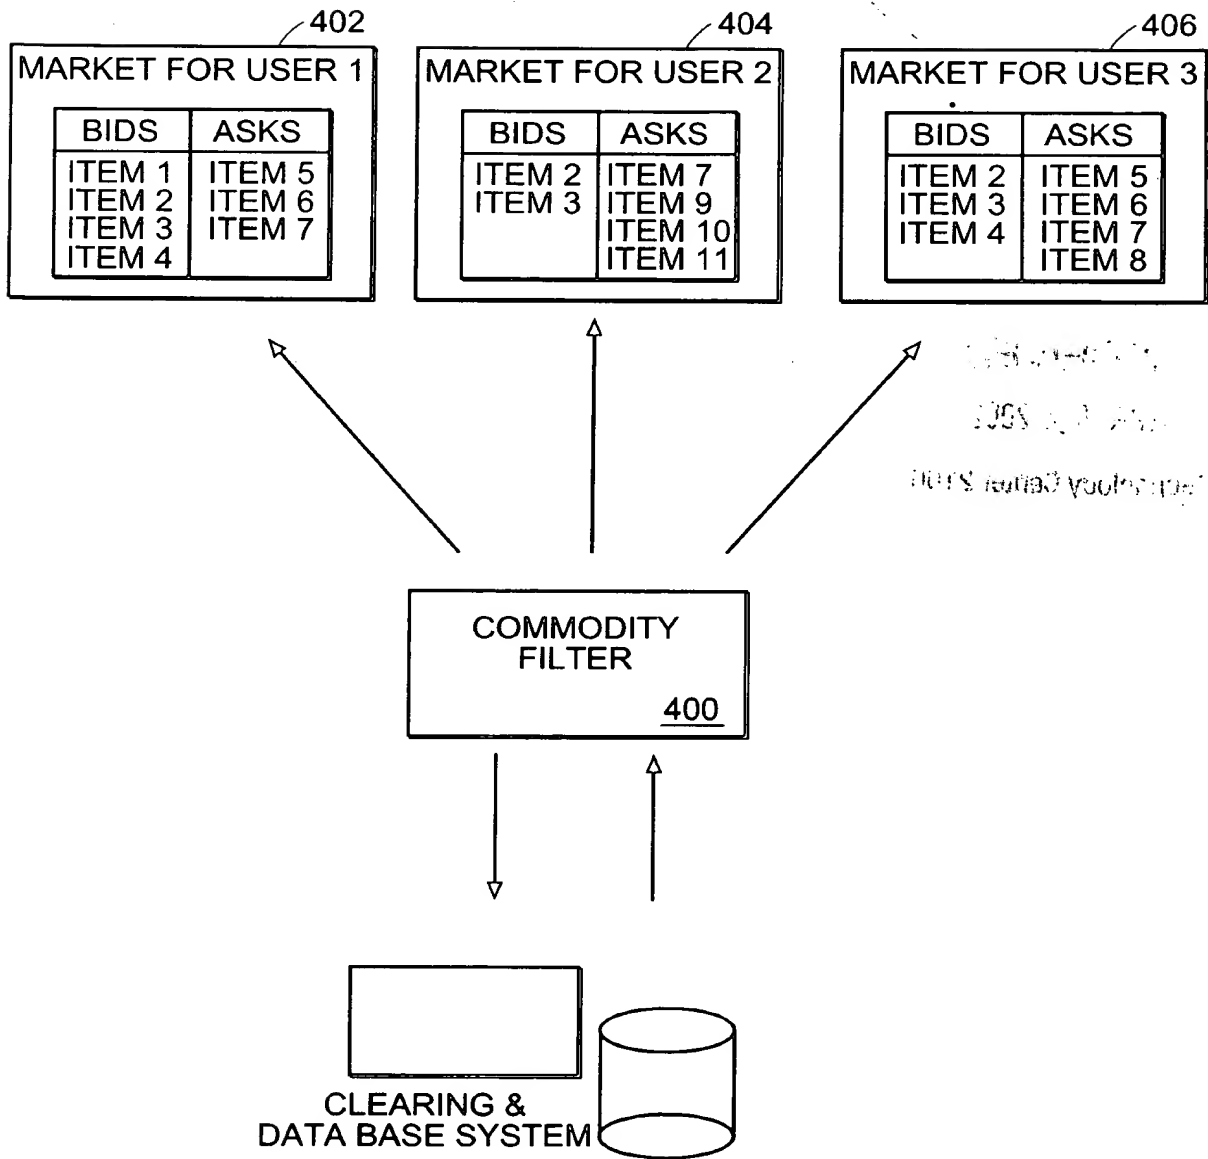 402
404
406
MARKET FOR USER 1
MARKET FOR USER 2
MARKET FOR USER 3
BIDS ASKS
ITEM 1 ITEM 5
ITEM 2 ITEM 6
ITEM 3 ITEM 7
ITEM 4
BIDS ASKS
ITEM 2 ITEM 7
ITEM 3 ITEM 9
ITEM 10
ITEM 11
BIDS ASKS
ITEM 2 ITEM 5
ITEM 3 ITEM 6
ITEM 4 ITEM 7
ITEM 8
Center 2100
COMMODITY
FILTER
400
CLEARING &
DATA BASE SYSTEM